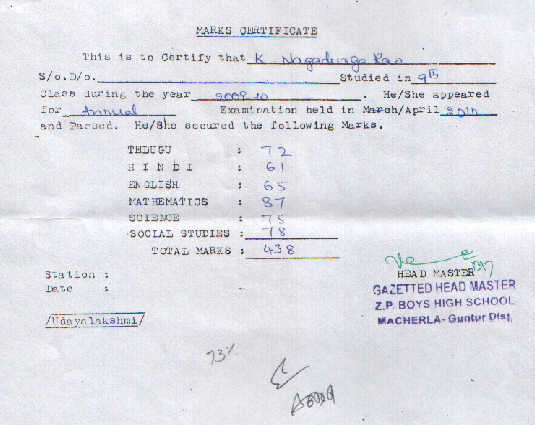 MARKS CERTIFICATE
This is to Certify that K Nagadurga Rao
S/o.D/o. Studied in 9th
Class during the year 2009-10 . He/She appeared
for Annual Examination held in March/April 2010
and Passed. He/She secured the following Marks.
TELUGU : 72
H I N D I : 61
ENGLISH : 65
MATHEMATICS : 87
SCIENCE : 75
SOCIAL STUDIES : 78
TOTAL MARKS : 438
Station :
Date :
HEAD MASTER
GAZETTED HEAD MASTER
Z.P. BOYS HIGH SCHOOL
MACHERLA - Guntur Dist.
/Udayalakshmi/
73%